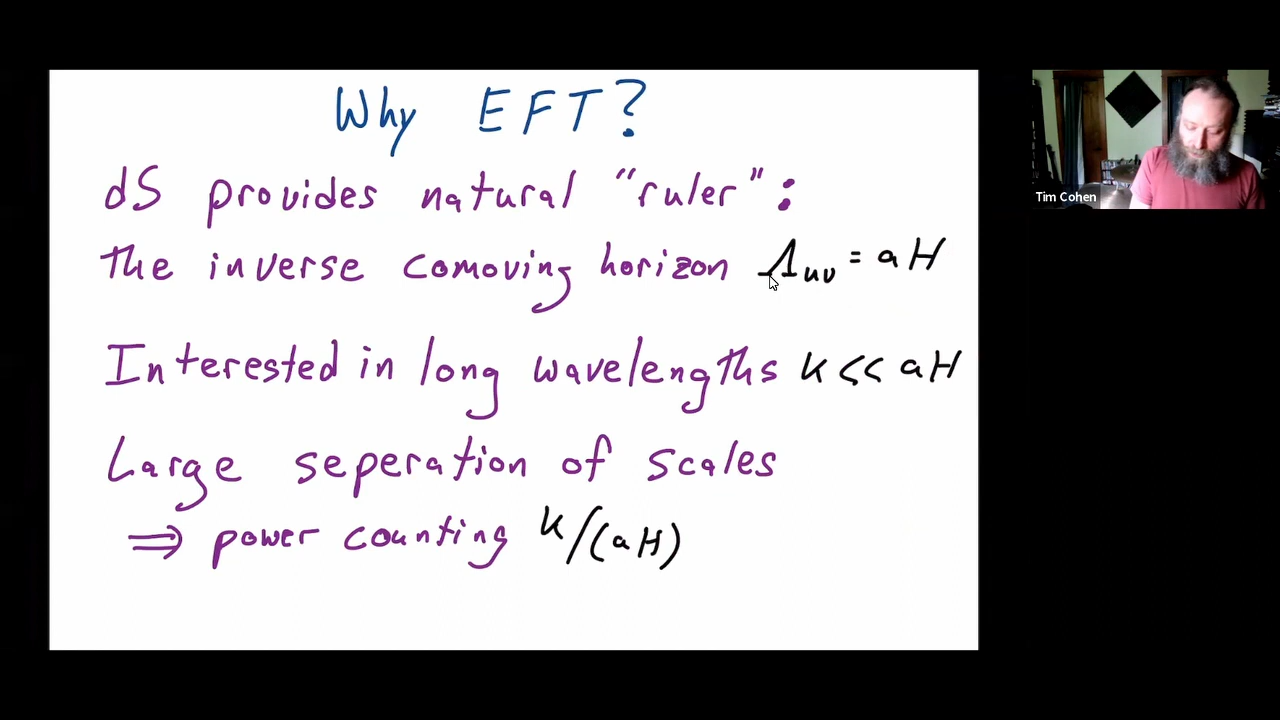 Why EFT?
dS provides natural "ruler":
the inverse comoving horizon Λuv = aH
Interested in long wavelengths k << aH
Large seperation of scales
⇒ power counting k/(aH)
Tim Cohen